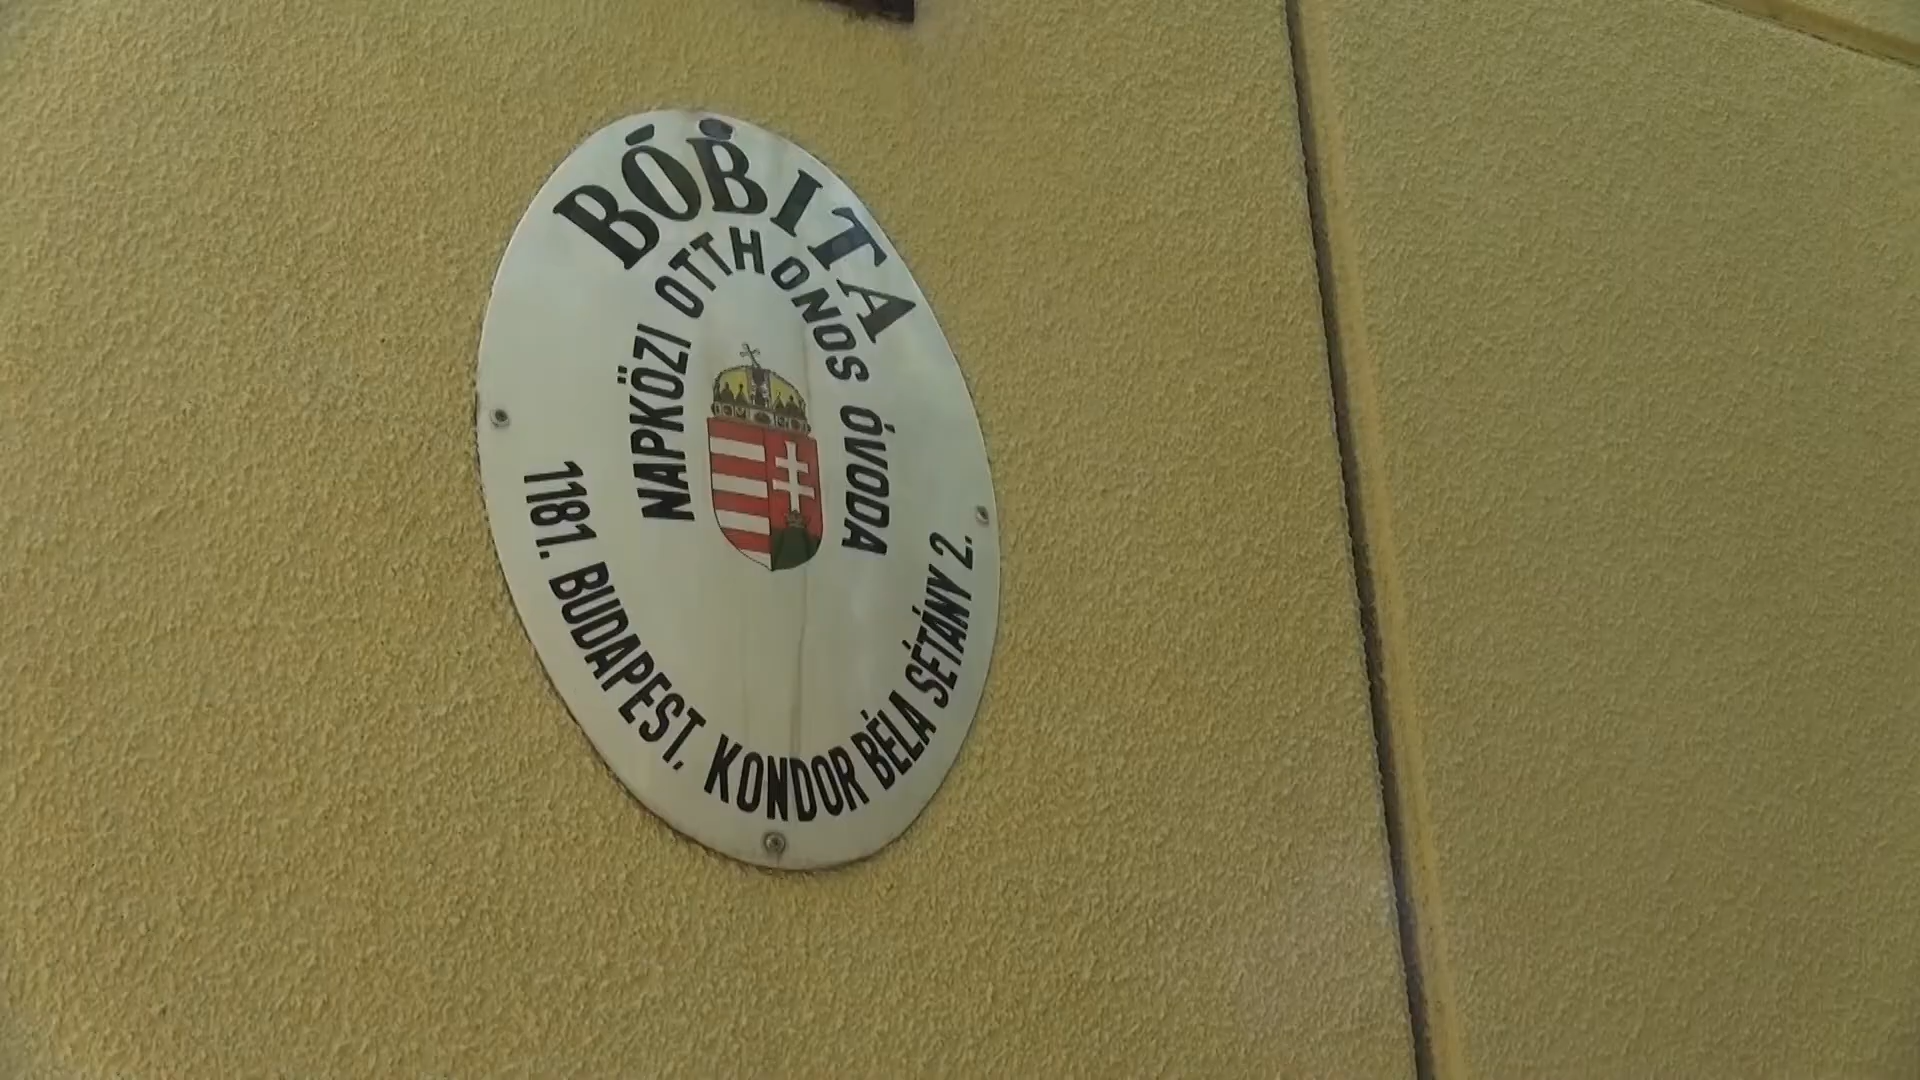 BÓBITA
NAPKÖZI OTTHONOS ÓVODA
1181. BUDAPEST. KONDOR BÉLA SÉTÁNY 2.